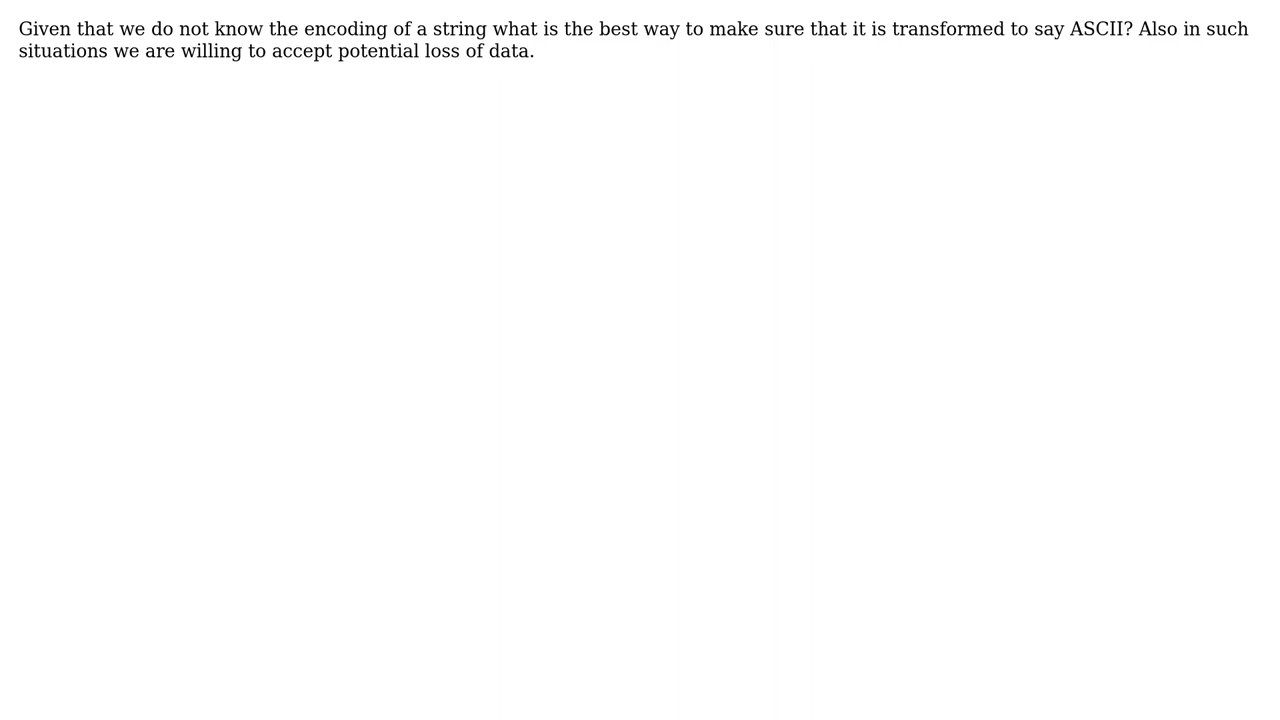 Given that we do not know the encoding of a string what is the best way to make sure that it is transformed to say ASCII? Also in such
situations we are willing to accept potential loss of data.